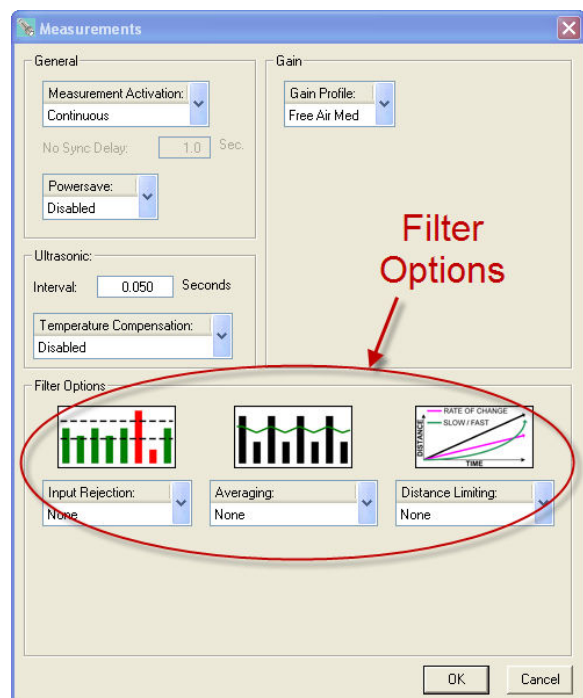 Measurements
General
Measurement Activation:
Continuous
No Sync Delay: 1.0 Sec.
Powersave:
Disabled
Gain
Gain Profile:
Free Air Med
Filter
Options
Ultrasonic:
Interval: 0.050 Seconds
Temperature Compensation:
Disabled
Filter Options
RATE OF CHANGE
SLOW / FAST
DISTANCE
TIME
Input Rejection:
None
Averaging:
None
Distance Limiting:
None
OK
Cancel